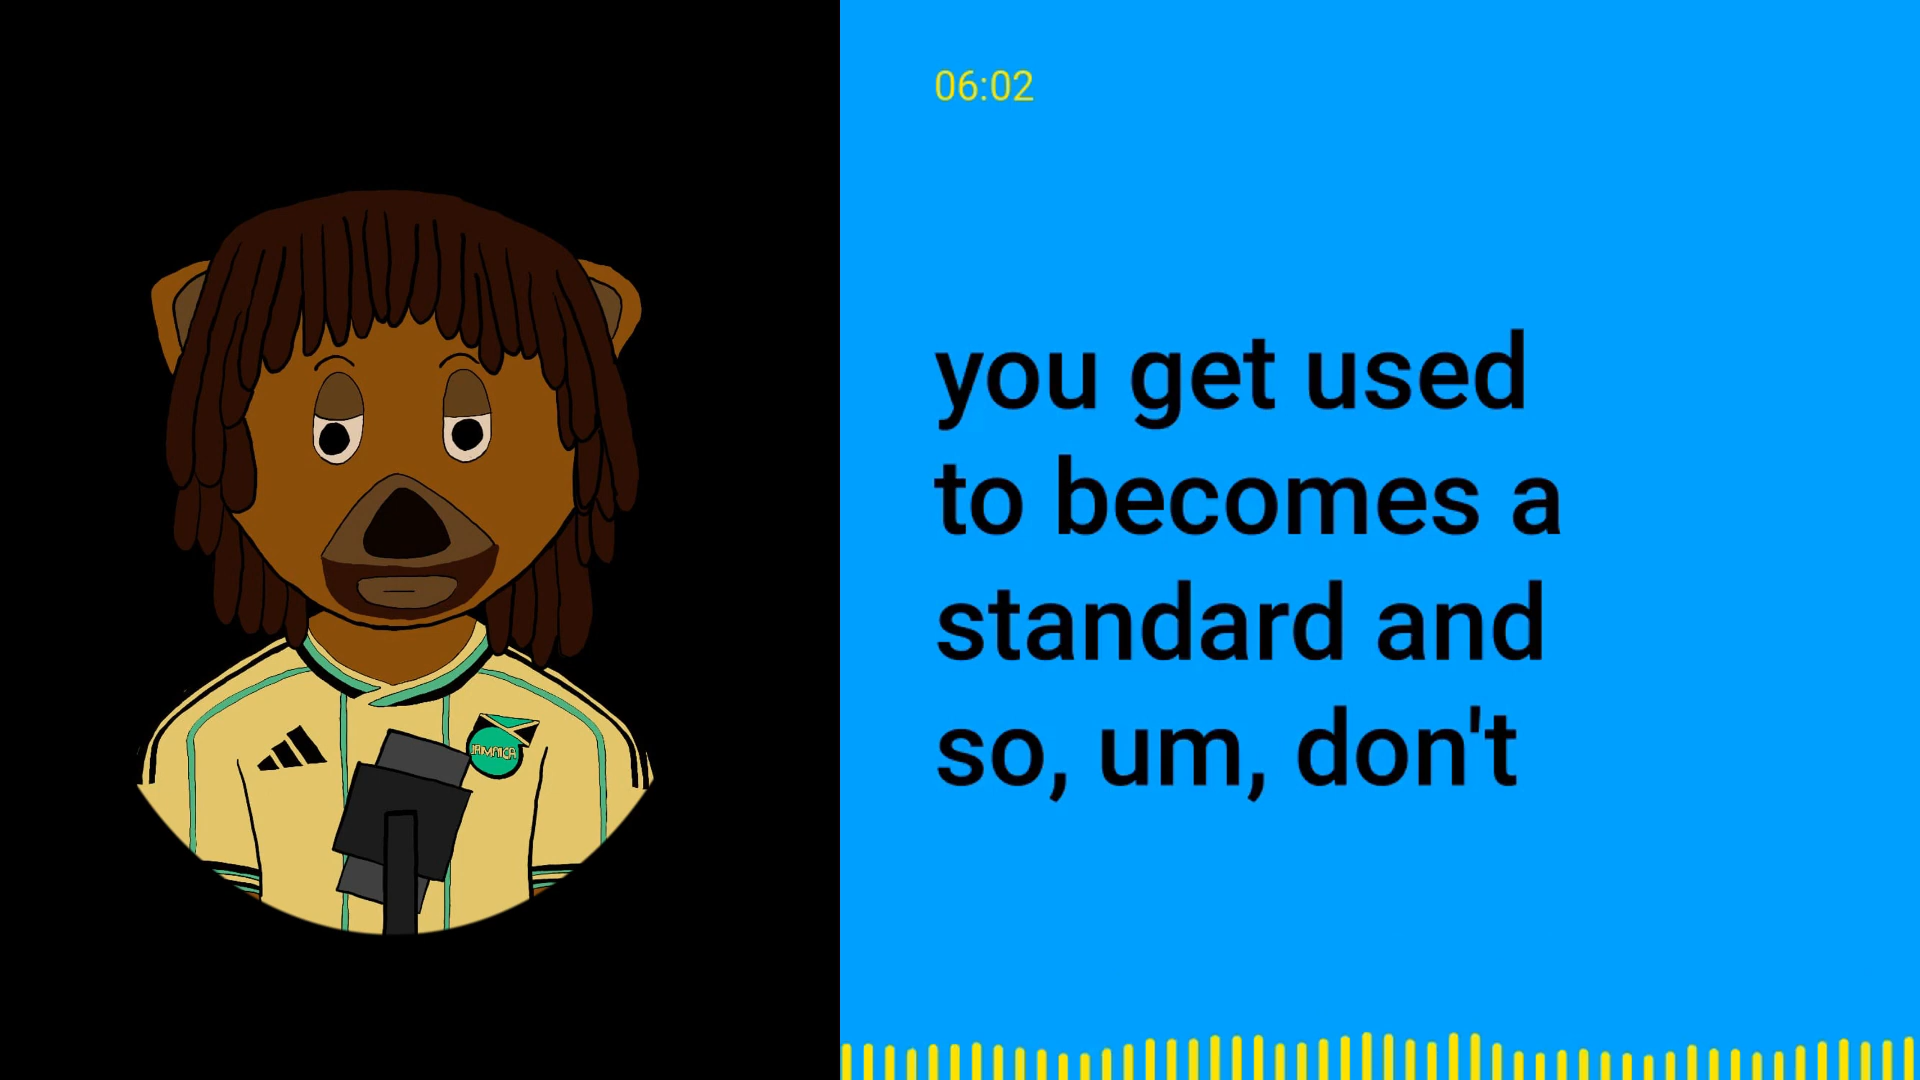 06:02
you get used
to becomes a
standard and
so, um, don't
JAMAICA